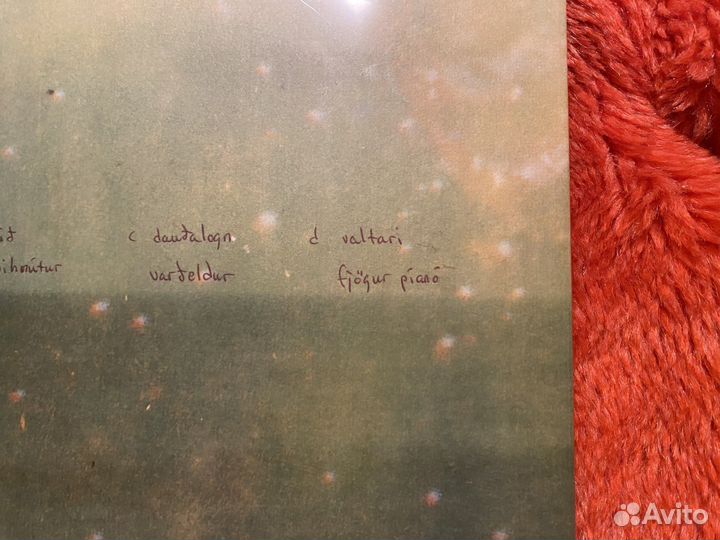 c dauðalogn d valtari
varðeldur fjögur píanó
Avito